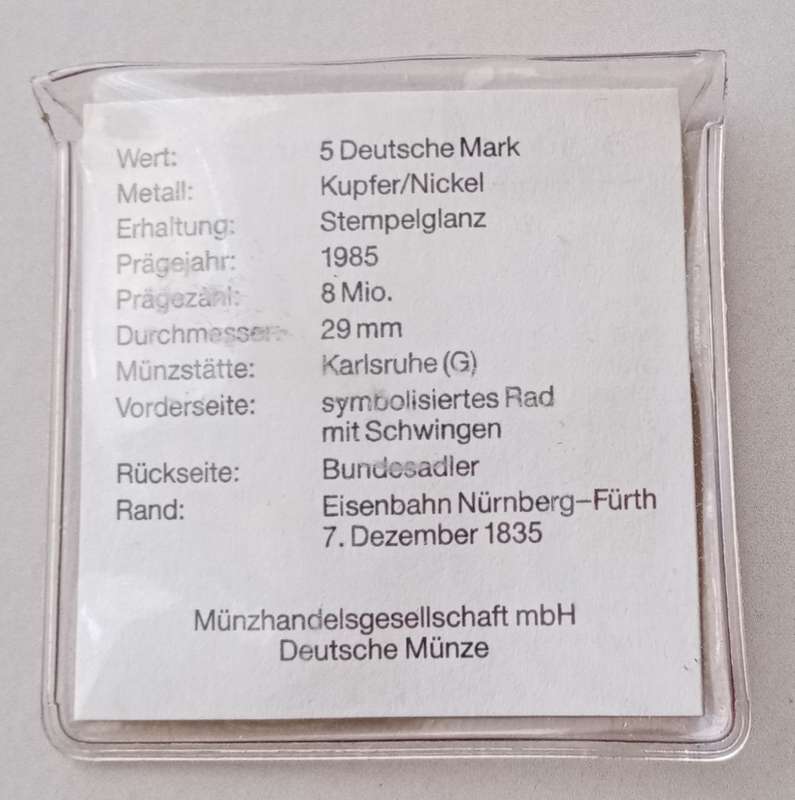 Wert: 5 Deutsche Mark
Metall: Kupfer/Nickel
Erhaltung: Stempelglanz
Prägejahr: 1985
Prägezahl: 8 Mio.
Durchmesser: 29 mm
Münzstätte: Karlsruhe (G)
Vorderseite: symbolisiertes Rad
mit Schwingen
Rückseite: Bundesadler
Rand: Eisenbahn Nürnberg–Fürth
7. Dezember 1835
Münzhandelsgesellschaft mbH
Deutsche Münze